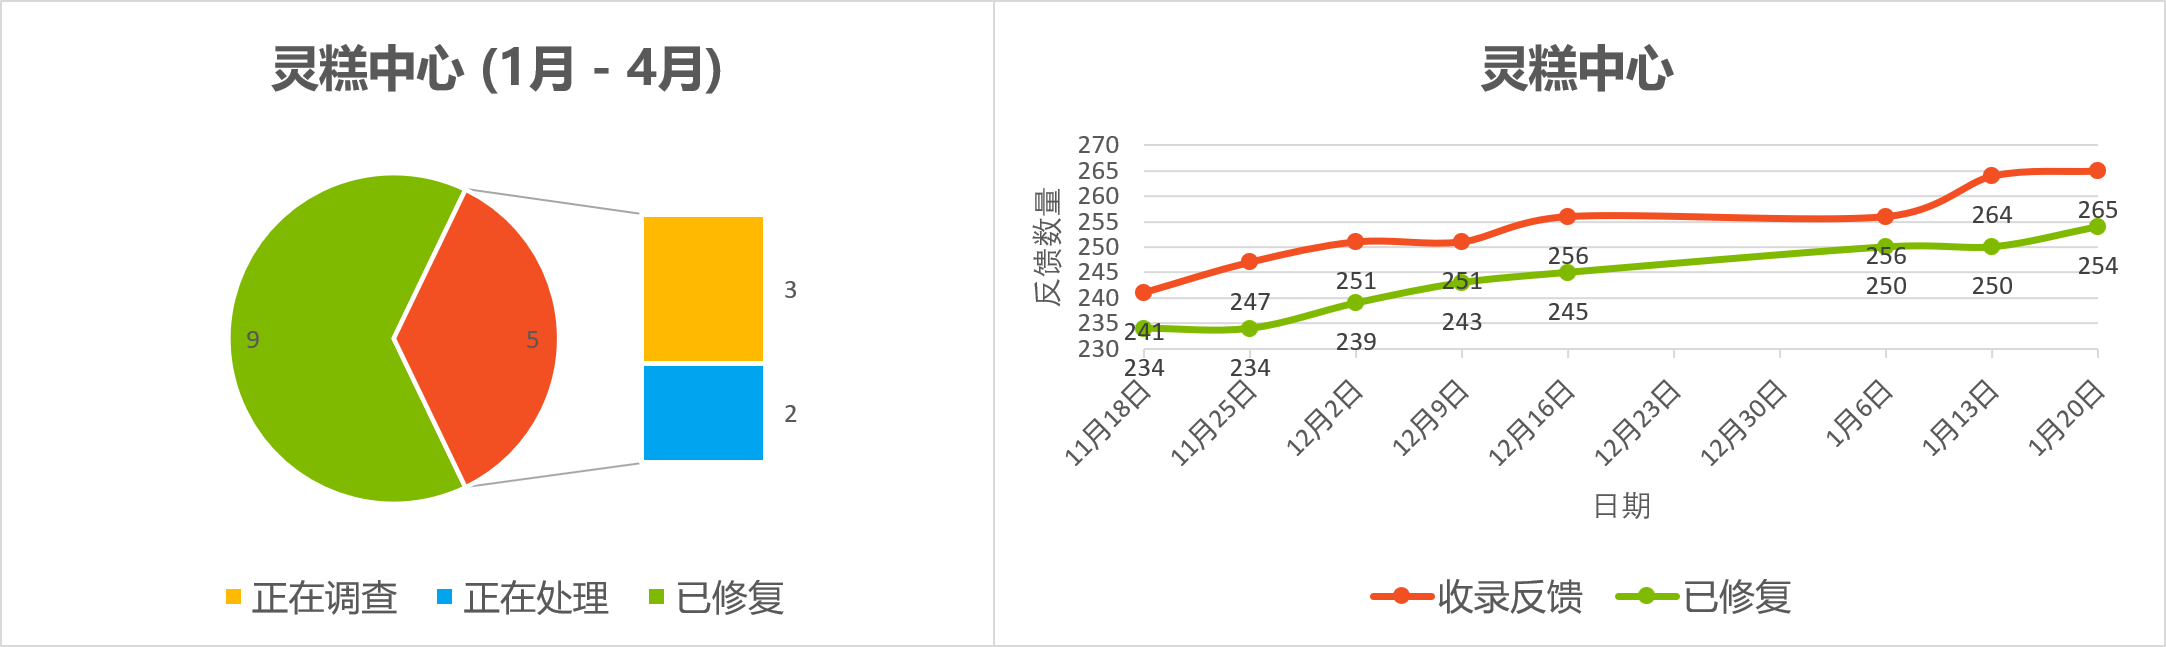 灵糕中心 (1月 - 4月)
9
5
3
2
正在调查
正在处理
已修复
灵糕中心
反馈数量
270
265
260
255
250
245
240
235
230
241
247
251
251
256
256
264
265
234
234
239
243
245
250
250
254
11月18日
11月25日
12月2日
12月9日
12月16日
12月23日
12月30日
1月6日
1月13日
1月20日
日期
收录反馈
已修复